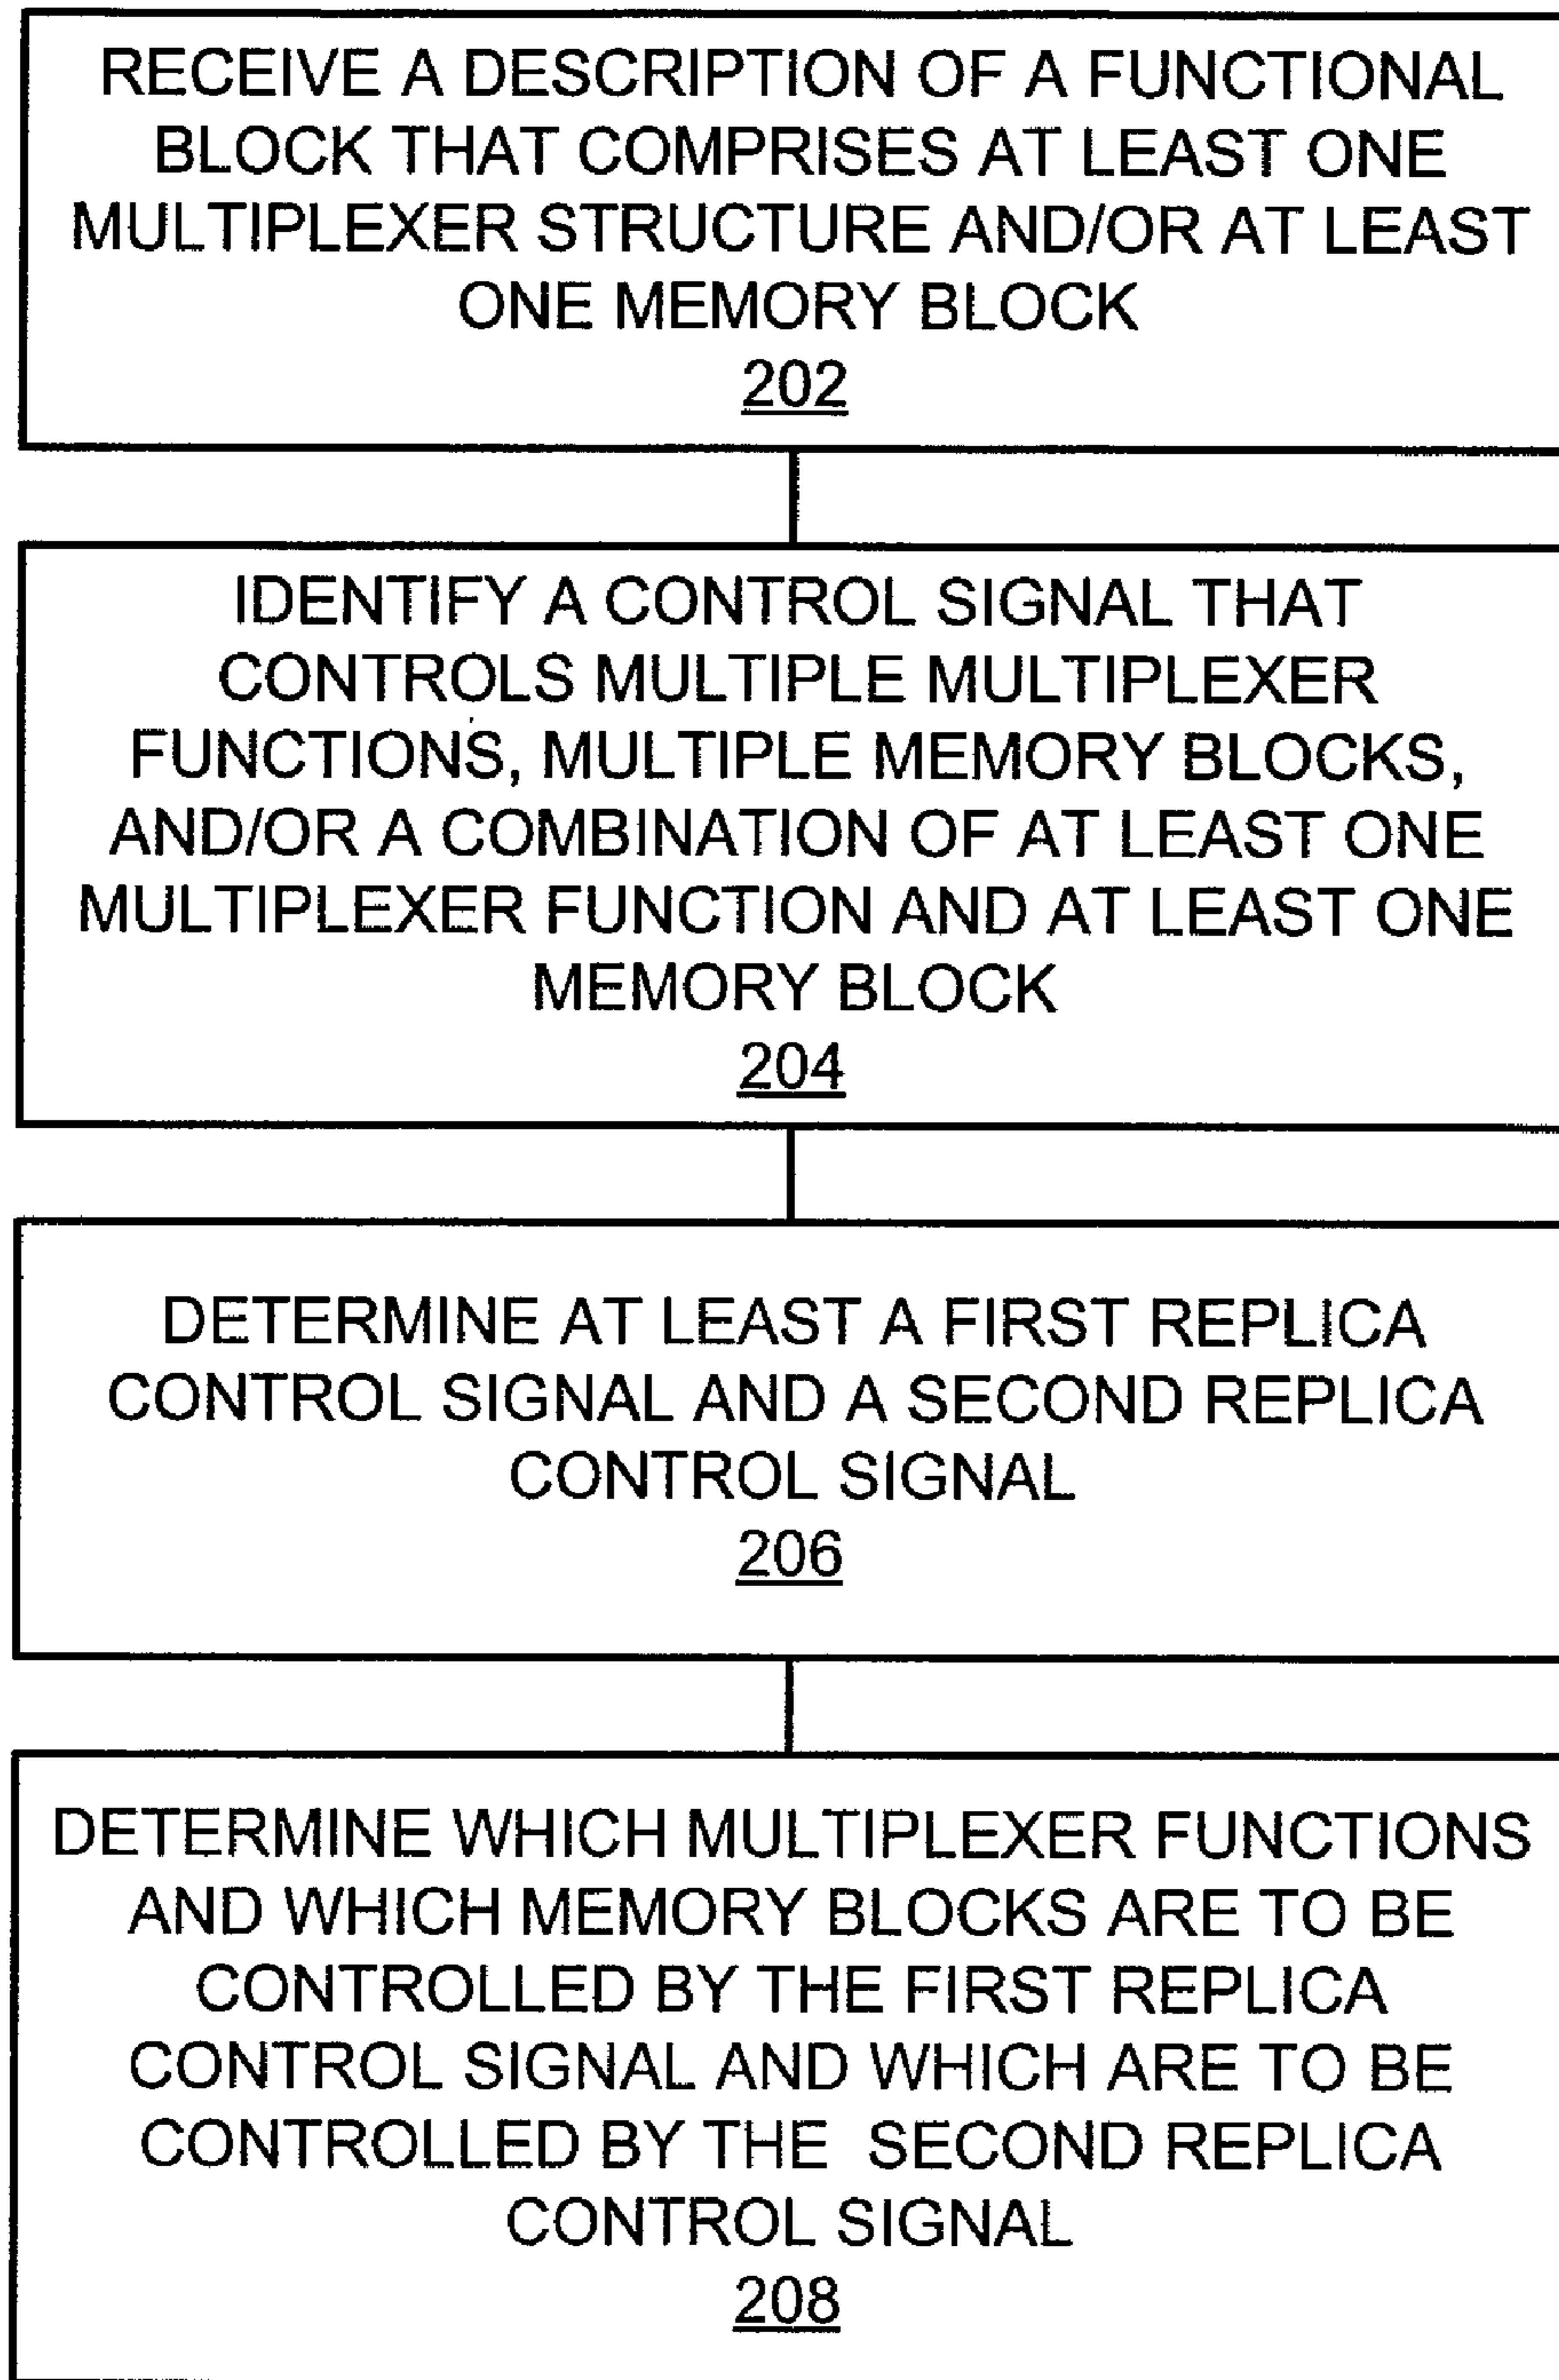 RECEIVE A DESCRIPTION OF A FUNCTIONAL
BLOCK THAT COMPRISES AT LEAST ONE
MULTIPLEXER STRUCTURE AND/OR AT LEAST
ONE MEMORY BLOCK
202
IDENTIFY A CONTROL SIGNAL THAT
CONTROLS MULTIPLE MULTIPLEXER
FUNCTIONS, MULTIPLE MEMORY BLOCKS,
AND/OR A COMBINATION OF AT LEAST ONE
MULTIPLEXER FUNCTION AND AT LEAST ONE
MEMORY BLOCK
204
DETERMINE AT LEAST A FIRST REPLICA
CONTROL SIGNAL AND A SECOND REPLICA
CONTROL SIGNAL
206
DETERMINE WHICH MULTIPLEXER FUNCTIONS
AND WHICH MEMORY BLOCKS ARE TO BE
CONTROLLED BY THE FIRST REPLICA
CONTROL SIGNAL AND WHICH ARE TO BE
CONTROLLED BY THE SECOND REPLICA
CONTROL SIGNAL
208